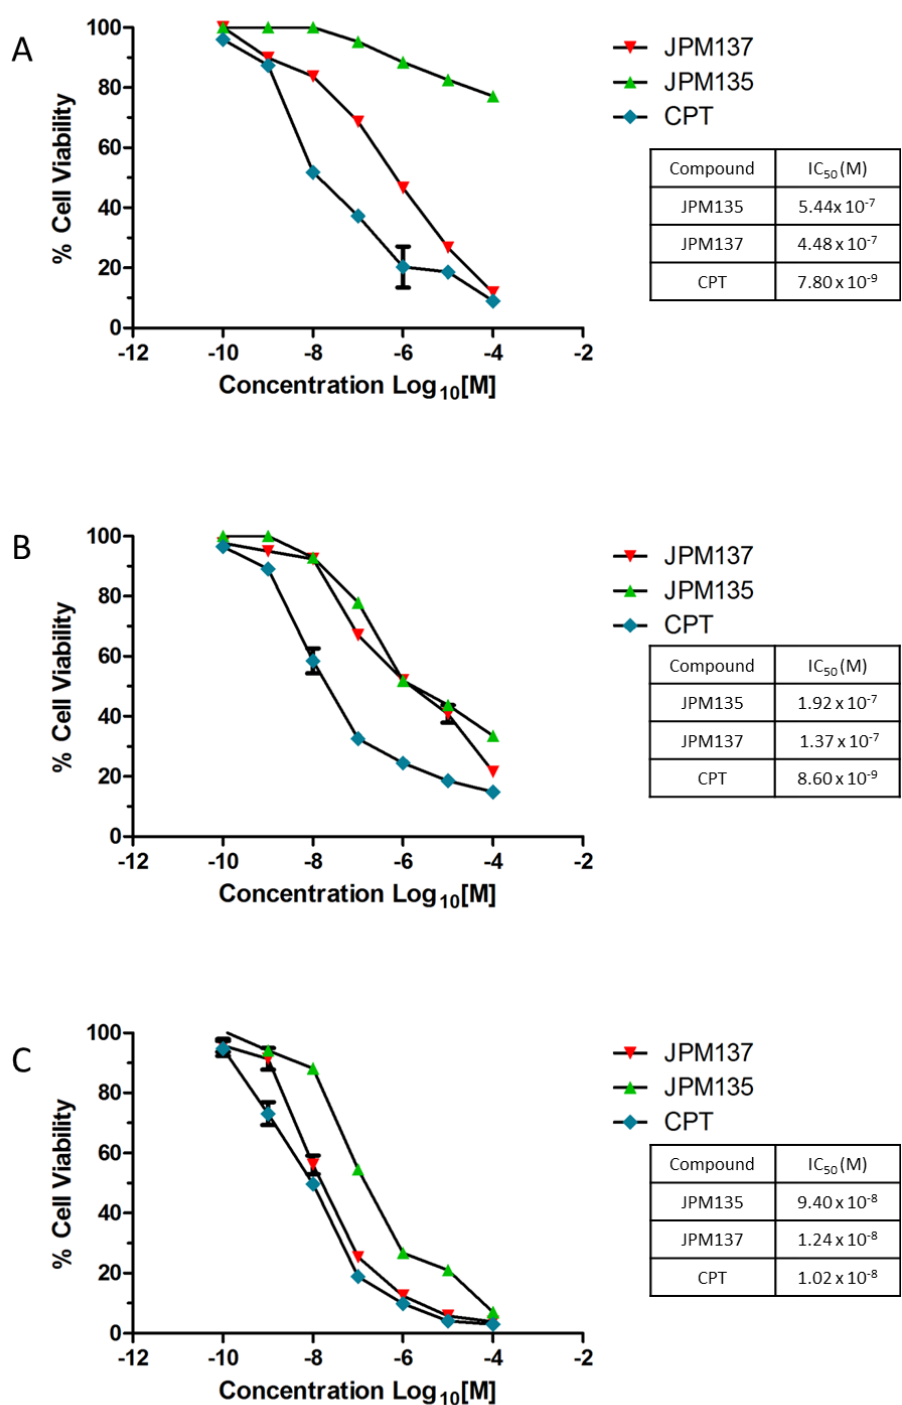 A
100
80
60
40
20
0
% Cell Viability
-12 -10 -8 -6 -4 -2
Concentration Log₁₀[M]
JPM137
JPM135
CPT
Compound IC₅₀ (M)
JPM135 5.44x 10⁻⁷
JPM137 4.48 x 10⁻⁷
CPT 7.80 x 10⁻⁹
B
100
80
60
40
20
0
% Cell Viability
-12 -10 -8 -6 -4 -2
Concentration Log₁₀[M]
JPM137
JPM135
CPT
Compound IC₅₀ (M)
JPM135 1.92 x 10⁻⁷
JPM137 1.37 x 10⁻⁷
CPT 8.60 x 10⁻⁹
C
100
80
60
40
20
0
% Cell Viability
-12 -10 -8 -6 -4 -2
Concentration Log₁₀[M]
JPM137
JPM135
CPT
Compound IC₅₀ (M)
JPM135 9.40 x 10⁻⁸
JPM137 1.24 x 10⁻⁸
CPT 1.02 x 10⁻⁸